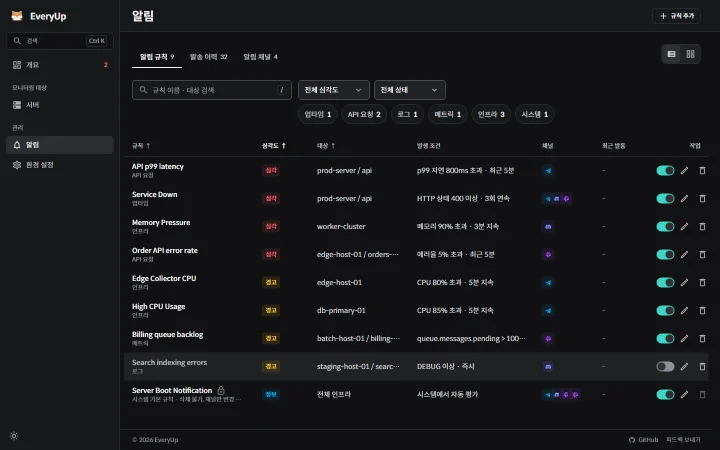 EveryUp
검색 Ctrl K
개요 2
모니터링 대상
서버
관리
알림
환경 설정
알림
규칙 추가
알림 규칙 9 발송 이력 32 알림 채널 4
규칙 이름 · 대상 검색 /
전체 심각도 전체 상태
업타임 1 API 요청 2 로그 1 메트릭 1 인프라 3 시스템 1
규칙 ↑ 심각도 ↑ 대상 ↑ 발생 조건 채널 최근 발동 작업
API p99 latency
API 요청
심각 prod-server / api p99 지연 800ms 초과 · 최근 5분 -
Service Down
업타임
심각 prod-server / api HTTP 상태 400 이상 · 3회 연속 -
Memory Pressure
인프라
심각 worker-cluster 메모리 90% 초과 · 3분 지속 -
Order API error rate
API 요청
심각 edge-host-01 / orders-… 에러율 5% 초과 · 최근 5분 -
Edge Collector CPU
인프라
경고 edge-host-01 CPU 80% 초과 · 5분 지속 -
High CPU Usage
인프라
경고 db-primary-01 CPU 85% 초과 · 5분 지속 -
Billing queue backlog
메트릭
경고 batch-host-01 / billing-… queue.messages.pending > 100… -
Search indexing errors
로그
경고 staging-host-01 / searc… DEBUG 이상 · 즉시 -
Server Boot Notification
시스템 기본 규칙 · 삭제 불가, 채널만 변경 …
정보 전체 인프라 시스템에서 자동 평가 -
© 2026 EveryUp GitHub 피드백 보내기